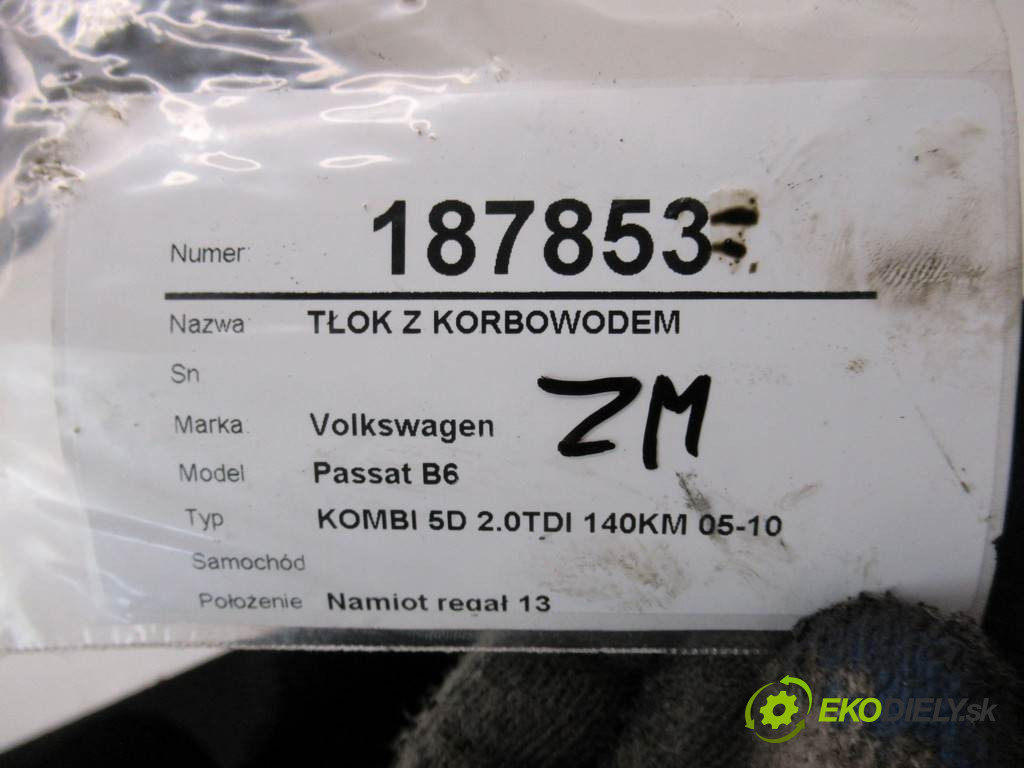 Numer: 187853
Nazwa: TŁOK Z KORBOWODEM
Sn
ZM
Marka: Volkswagen
Model Passat B6
Typ KOMBI 5D 2.0TDI 140KM 05-10
Samochód
Położenie Namiot regał 13
EKODIELY.sk